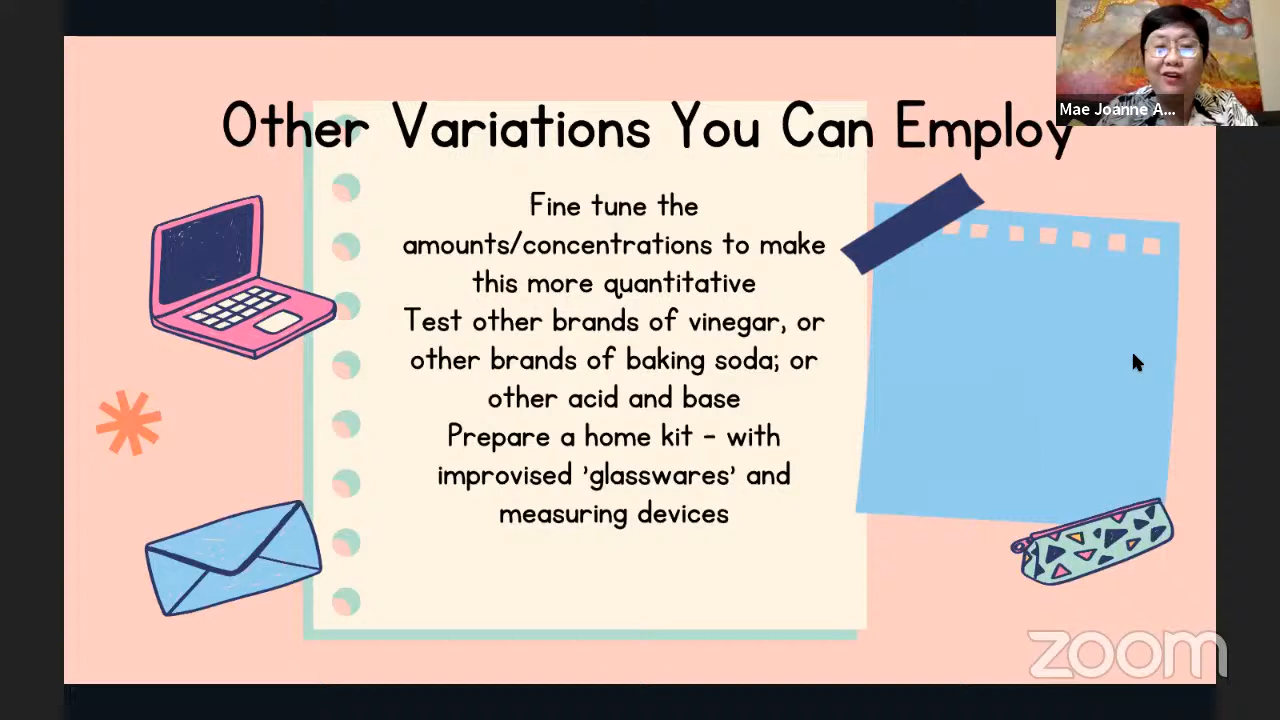 Other Variations You Can Employ
Fine tune the
amounts/concentrations to make
this more quantitative
Test other brands of vinegar, or
other brands of baking soda; or
other acid and base
Prepare a home kit - with
improvised 'glasswares' and
measuring devices
Mae Joanne A...
zoom